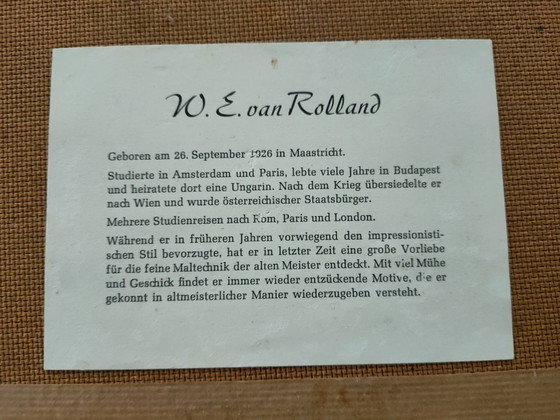 W. E. van Rolland
Geboren am 26. September 1926 in Maastricht.
Studierte in Amsterdam und Paris, lebte viele Jahre in Budapest
und heiratete dort eine Ungarin. Nach dem Krieg übersiedelte er
nach Wien und wurde österreichischer Staatsbürger.
Mehrere Studienreisen nach Rom, Paris und London.
Während er in früheren Jahren vorwiegend den impressionisti-
schen Stil bevorzugte, hat er in letzter Zeit eine große Vorliebe
für die feine Maltechnik der alten Meister entdeckt. Mit viel Mühe
und Geschick findet er immer wieder entzückende Motive, die er
gekonnt in altmeisterlicher Manier wiederzugeben versteht.